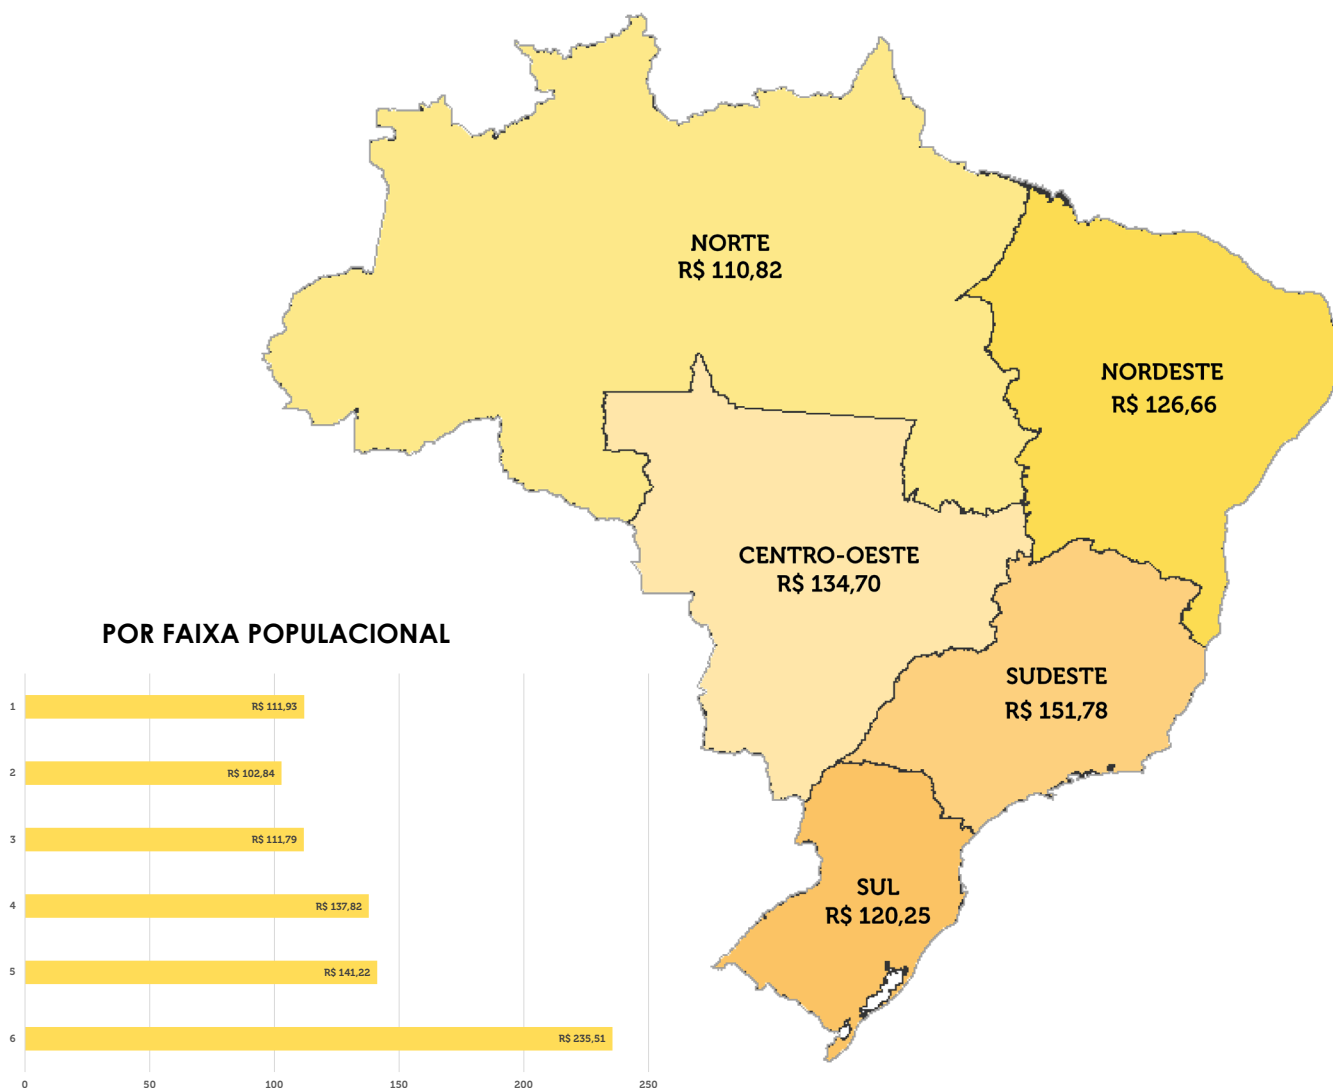 NORTE
R$ 110,82
NORDESTE
R$ 126,66
CENTRO-OESTE
R$ 134,70
SUDESTE
R$ 151,78
SUL
R$ 120,25
POR FAIXA POPULACIONAL
1 R$ 111,93
2 R$ 102,84
3 R$ 111,79
4 R$ 137,82
5 R$ 141,22
6 R$ 235,51
0 50 100 150 200 250